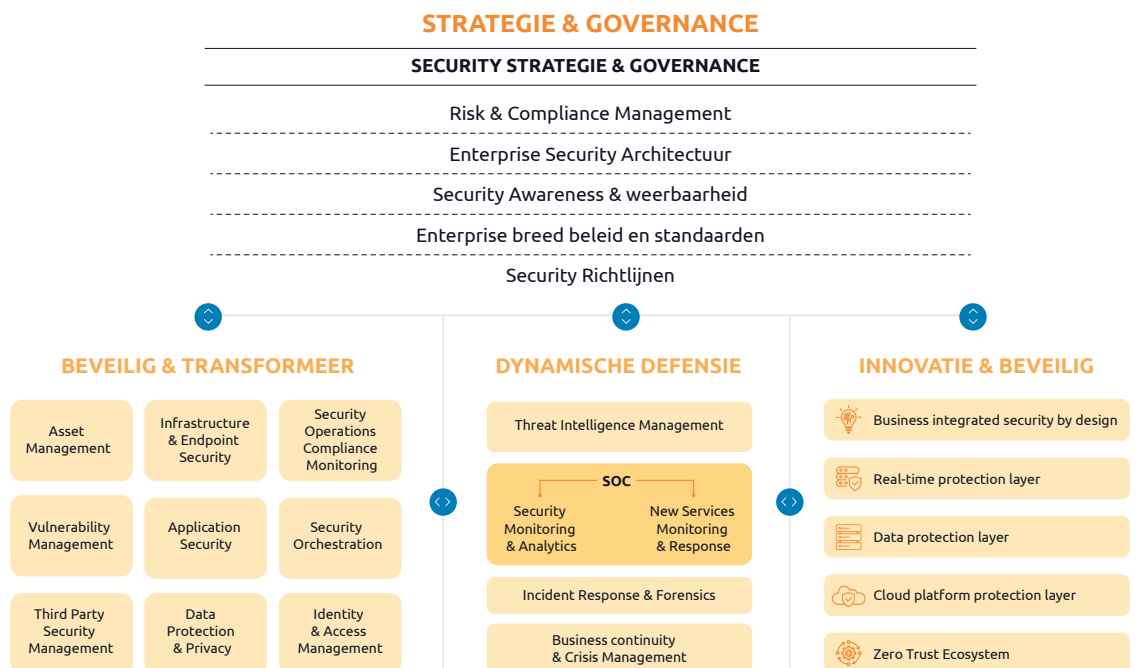 STRATEGIE & GOVERNANCE
SECURITY STRATEGIE & GOVERNANCE
Risk & Compliance Management
Enterprise Security Architectuur
Security Awareness & weerbaarheid
Enterprise breed beleid en standaarden
Security Richtlijnen
BEVEILIG & TRANSFORMEER
Asset
Management
Infrastructure
& Endpoint
Security
Security
Operations
Compliance
Monitoring
Vulnerability
Management
Application
Security
Security
Orchestration
Third Party
Security
Management
Data
Protection
& Privacy
Identity
& Access
Management
DYNAMISCHE DEFENSIE
Threat Intelligence Management
SOC
Security
Monitoring
& Analytics
New Services
Monitoring
& Response
Incident Response & Forensics
Business continuity
& Crisis Management
INNOVATIE & BEVEILIG
Business integrated security by design
Real-time protection layer
Data protection layer
Cloud platform protection layer
Zero Trust Ecosystem